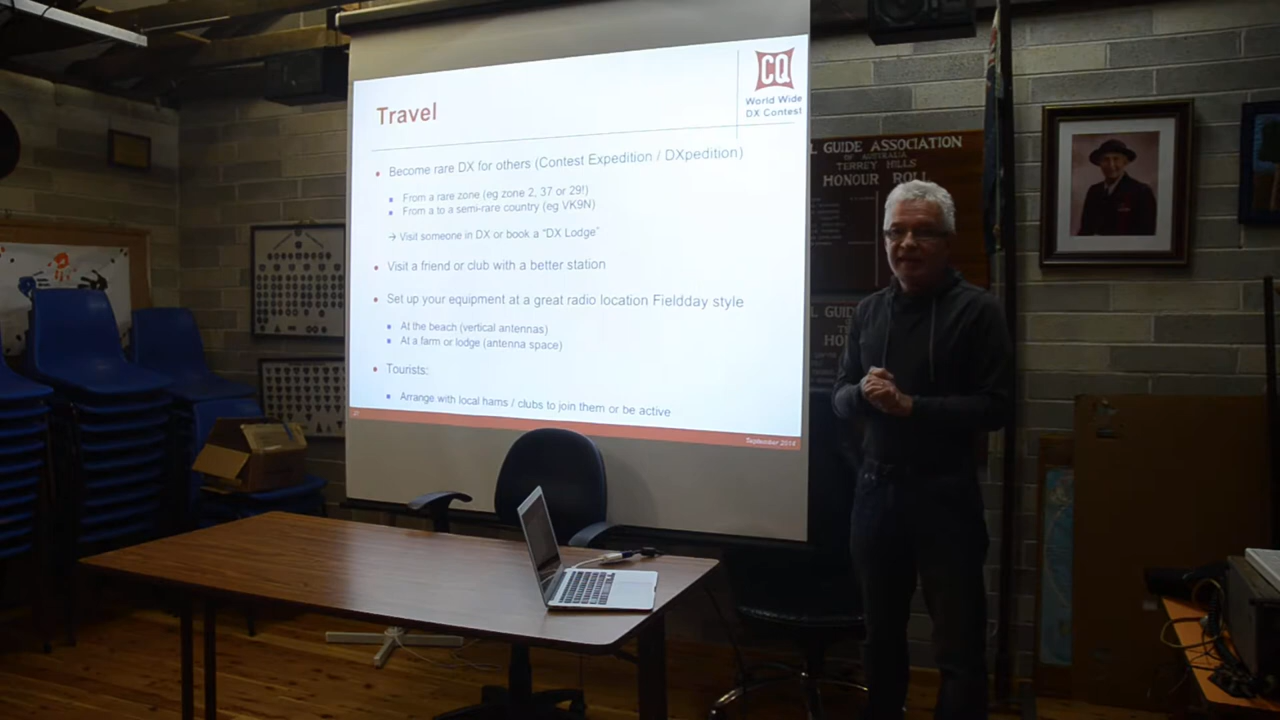 CQ
World Wide
DX Contest
Travel
Become rare DX for others (Contest Expedition / DXpedition)
From a rare zone (eg zone 2, 37 or 29!)
From a to a semi-rare country (eg VK9N)
→ Visit someone in DX or book a "DX Lodge"
Visit a friend or club with a better station
Set up your equipment at a great radio location Fieldday style
At the beach (vertical antennas)
At a farm or lodge (antenna space)
Tourists:
Arrange with local hams / clubs to join them or be active
September 2014
L GUIDE ASSOCIATION
OF AUSTRALIA
TERREY HILLS
HONOUR ROLL